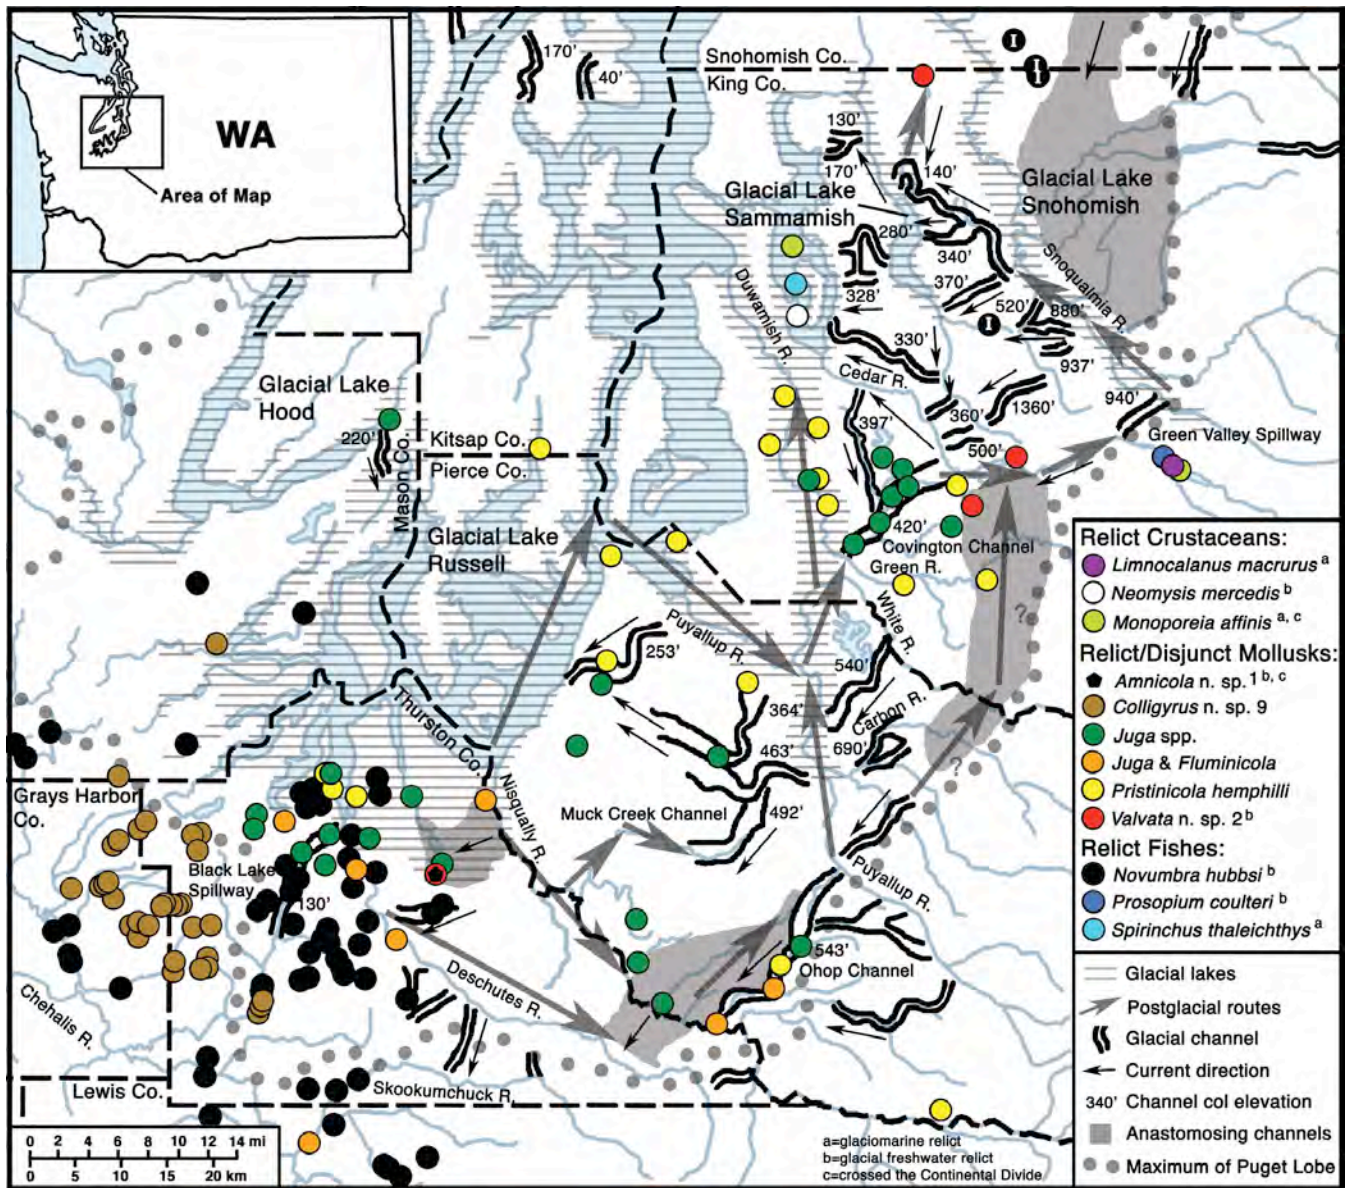 WA
Area of Map
170'
40'
Snohomish Co.
King Co.
130'
170'
140'
Glacial Lake
Sammamish
Glacial Lake
Snohomish
280'
340'
370'
328'
520'
880'
Snoqualmia R.
Duwamish R.
I
I
I
I
330'
937'
Cedar R.
940'
Glacial Lake
Hood
220'
Mason Co.
Kitsap Co.
Pierce Co.
397'
360'
1360'
500'
Green Valley Spillway
Glacial Lake
Russell
420'
Covington Channel
Green R.
White R.
Puyallup R.
253'
540'
?
Carbon R.
364'
690'
463'
?
Thurston Co.
Nisqually R.
Grays Harbor
Co.
Muck Creek Channel
492'
Black Lake
Spillway
130'
Puyallup R.
543'
Ohop Channel
Deschutes R.
Chehalis R.
Lewis Co.
Skookumchuck R.
0 2 4 6 8 10 12 14 mi
0 5 10 15 20 km
a=glaciomarine relict
b=glacial freshwater relict
c=crossed the Continental Divide
Relict Crustaceans:
Limnocalanus macrurus a
Neomysis mercedis b
Monoporeia affinis a, c
Relict/Disjunct Mollusks:
Amnicola n. sp. 1 b, c
Colligyrus n. sp. 9
Juga spp.
Juga & Fluminicola
Pristinicola hemphilli
Valvata n. sp. 2 b
Relict Fishes:
Novumbra hubbsi b
Prosopium coulteri b
Spirinchus thaleichthys a
Glacial lakes
Postglacial routes
Glacial channel
Current direction
340' Channel col elevation
Anastomosing channels
Maximum of Puget Lobe